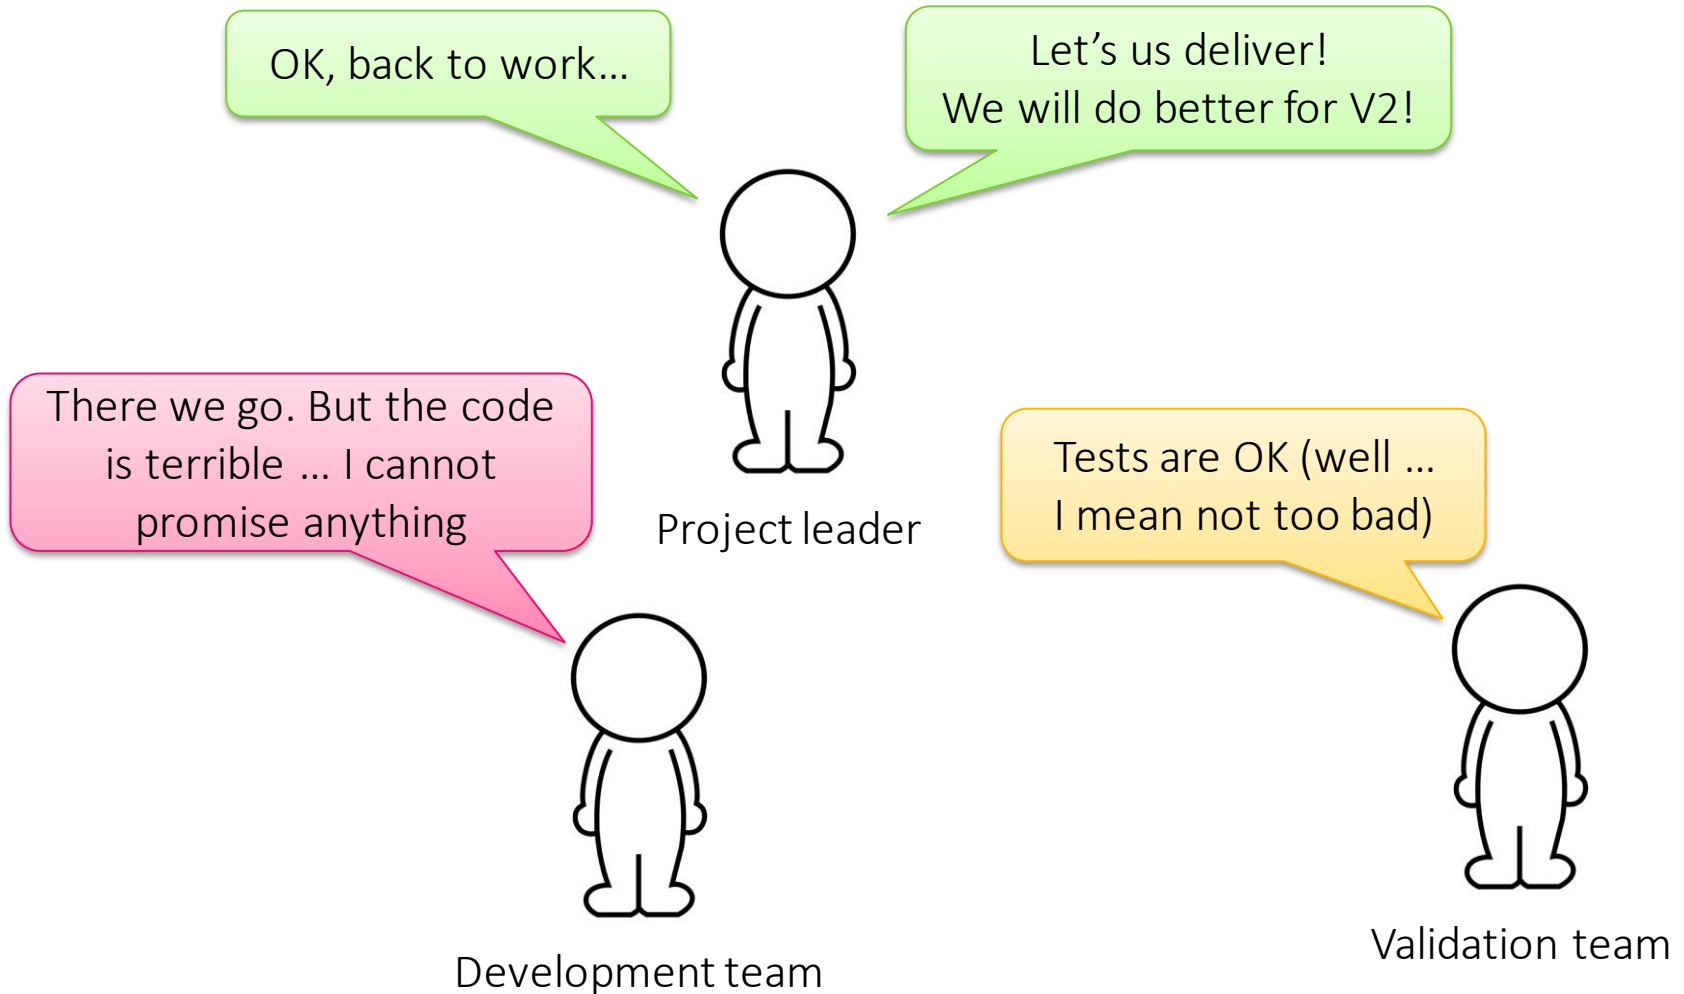 OK, back to work...
Let's us deliver!
We will do better for V2!
There we go. But the code
is terrible ... I cannot
promise anything
Project leader
Tests are OK (well ...
I mean not too bad)
Development team
Validation team